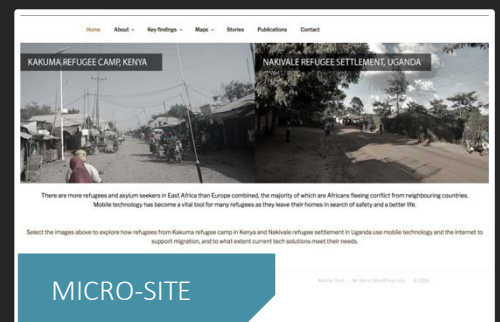 Home About Key findings Maps Stories Publications Contact
KAKUMA REFUGEE CAMP, KENYA
NAKIVALE REFUGEE SETTLEMENT, UGANDA
There are more refugees and asylum seekers in East Africa than Europe combined, the majority of which are Africans fleeing conflict from neighbouring countries.
Mobile technology has become a vital tool for many refugees as they leave their homes in search of safety and a better life.
Select the images above to explore how refugees from Kakuma refugee camp in Kenya and Nakivale refugee settlement in Uganda use mobile technology and the Internet to
support migration, and to what extent current tech solutions meet their needs.
MICRO-SITE